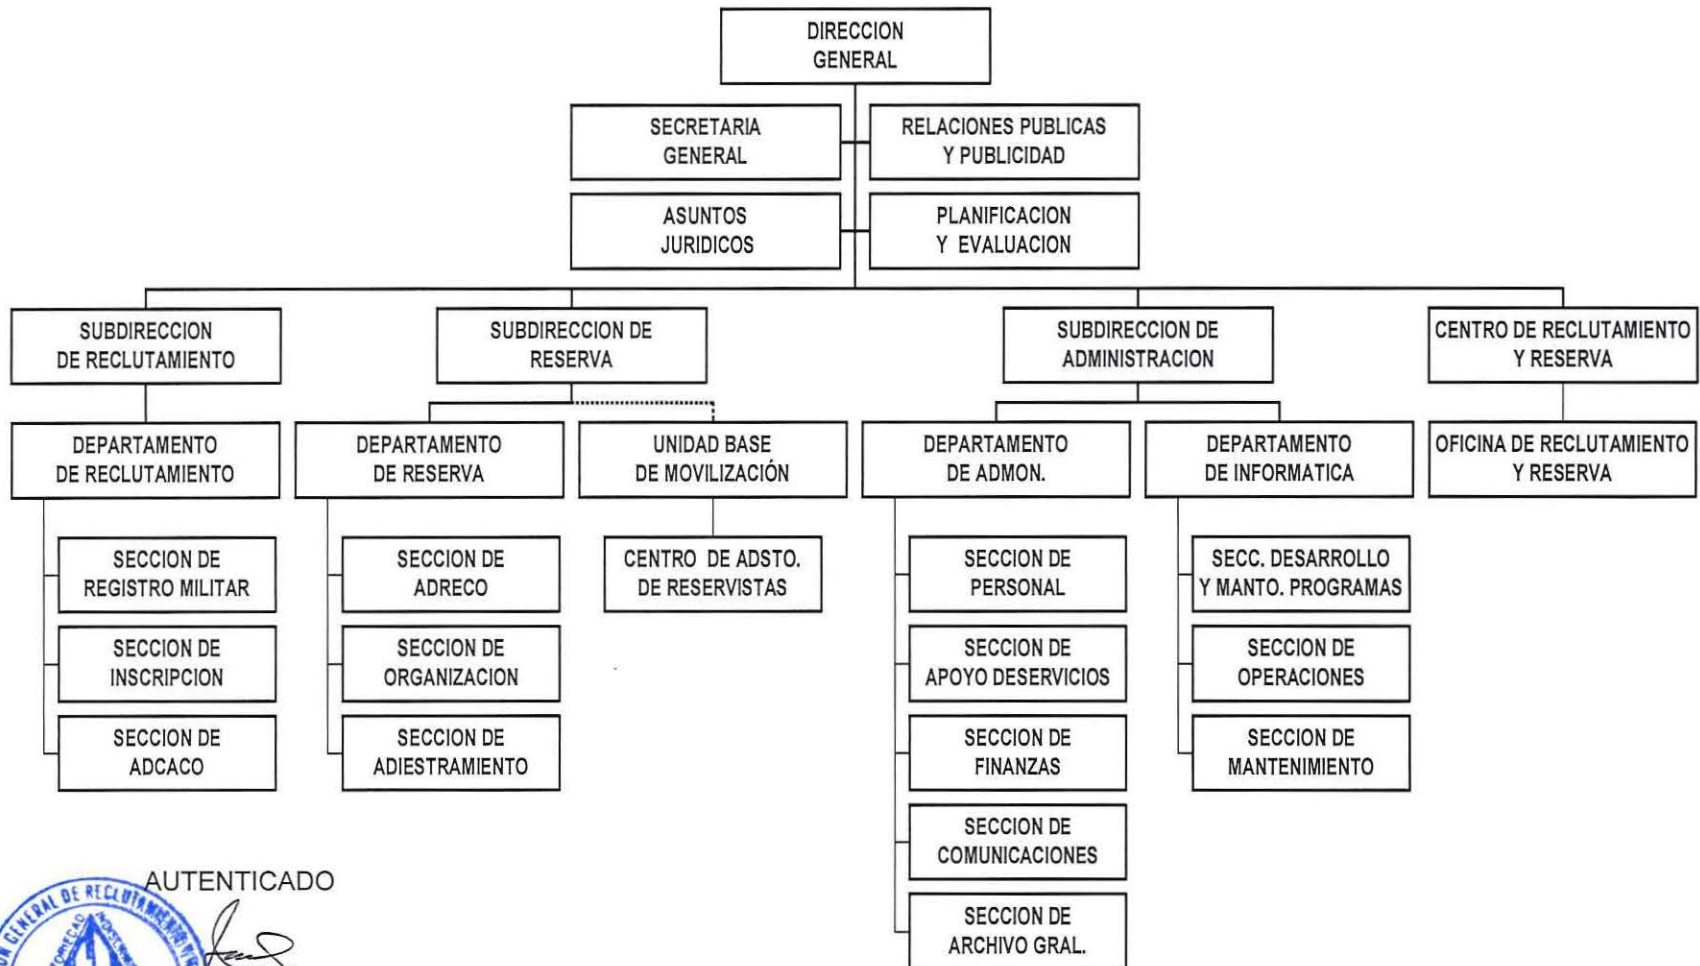 DIRECCION
GENERAL
SECRETARIA
GENERAL
RELACIONES PUBLICAS
Y PUBLICIDAD
ASUNTOS
JURIDICOS
PLANIFICACION
Y EVALUACION
SUBDIRECCION
DE RECLUTAMIENTO
SUBDIRECCION DE
RESERVA
SUBDIRECCION DE
ADMINISTRACION
CENTRO DE RECLUTAMIENTO
Y RESERVA
DEPARTAMENTO
DE RECLUTAMIENTO
DEPARTAMENTO
DE RESERVA
UNIDAD BASE
DE MOVILIZACIÓN
DEPARTAMENTO
DE ADMON.
DEPARTAMENTO
DE INFORMATICA
OFICINA DE RECLUTAMIENTO
Y RESERVA
SECCION DE
REGISTRO MILITAR
SECCION DE
INSCRIPCION
SECCION DE
ADCACO
SECCION DE
ADRECO
SECCION DE
ORGANIZACION
SECCION DE
ADIESTRAMIENTO
CENTRO DE ADSTO.
DE RESERVISTAS
SECCION DE
PERSONAL
SECCION DE
APOYO DESERVICIOS
SECCION DE
FINANZAS
SECCION DE
COMUNICACIONES
SECCION DE
ARCHIVO GRAL.
SECC. DESARROLLO
Y MANTO. PROGRAMAS
SECCION DE
OPERACIONES
SECCION DE
MANTENIMIENTO
AUTENTICADO
GENERAL DE RECLUTAMIENTO